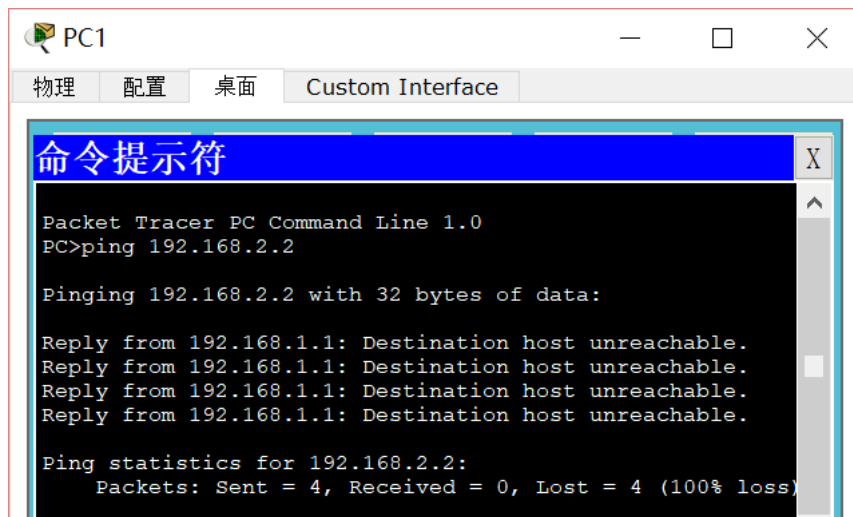 PC1
物理 配置 桌面 Custom Interface
命令提示符 X
Packet Tracer PC Command Line 1.0
PC>ping 192.168.2.2
Pinging 192.168.2.2 with 32 bytes of data:
Reply from 192.168.1.1: Destination host unreachable.
Reply from 192.168.1.1: Destination host unreachable.
Reply from 192.168.1.1: Destination host unreachable.
Reply from 192.168.1.1: Destination host unreachable.
Ping statistics for 192.168.2.2:
Packets: Sent = 4, Received = 0, Lost = 4 (100% loss)